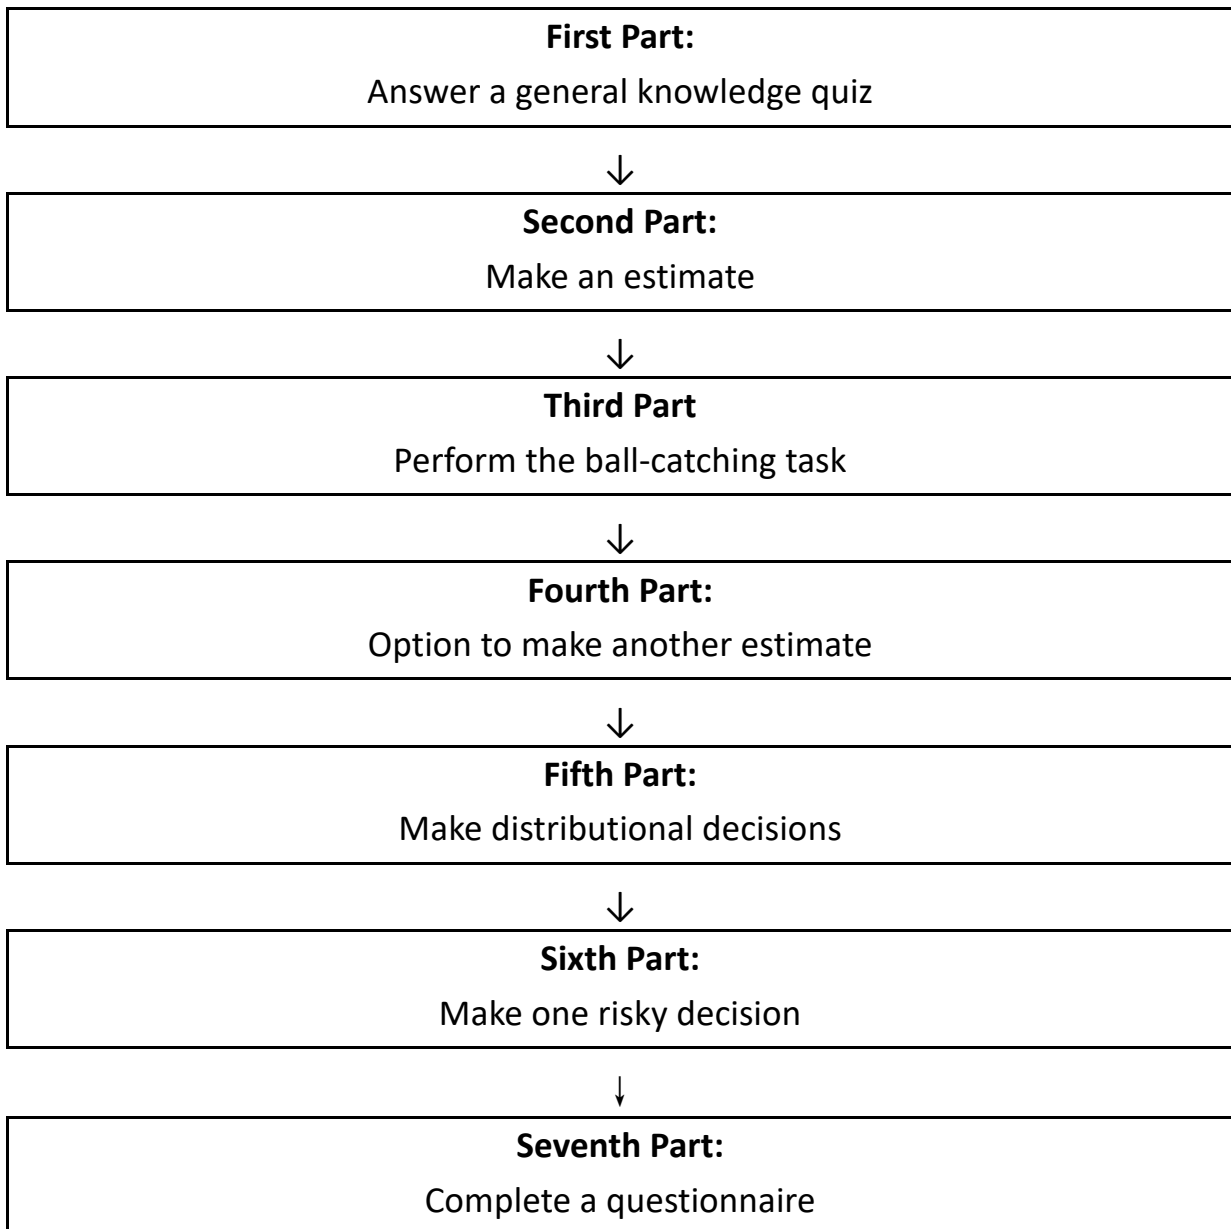 First Part:
Answer a general knowledge quiz
Second Part:
Make an estimate
Third Part
Perform the ball-catching task
Fourth Part:
Option to make another estimate
Fifth Part:
Make distributional decisions
Sixth Part:
Make one risky decision
Seventh Part:
Complete a questionnaire